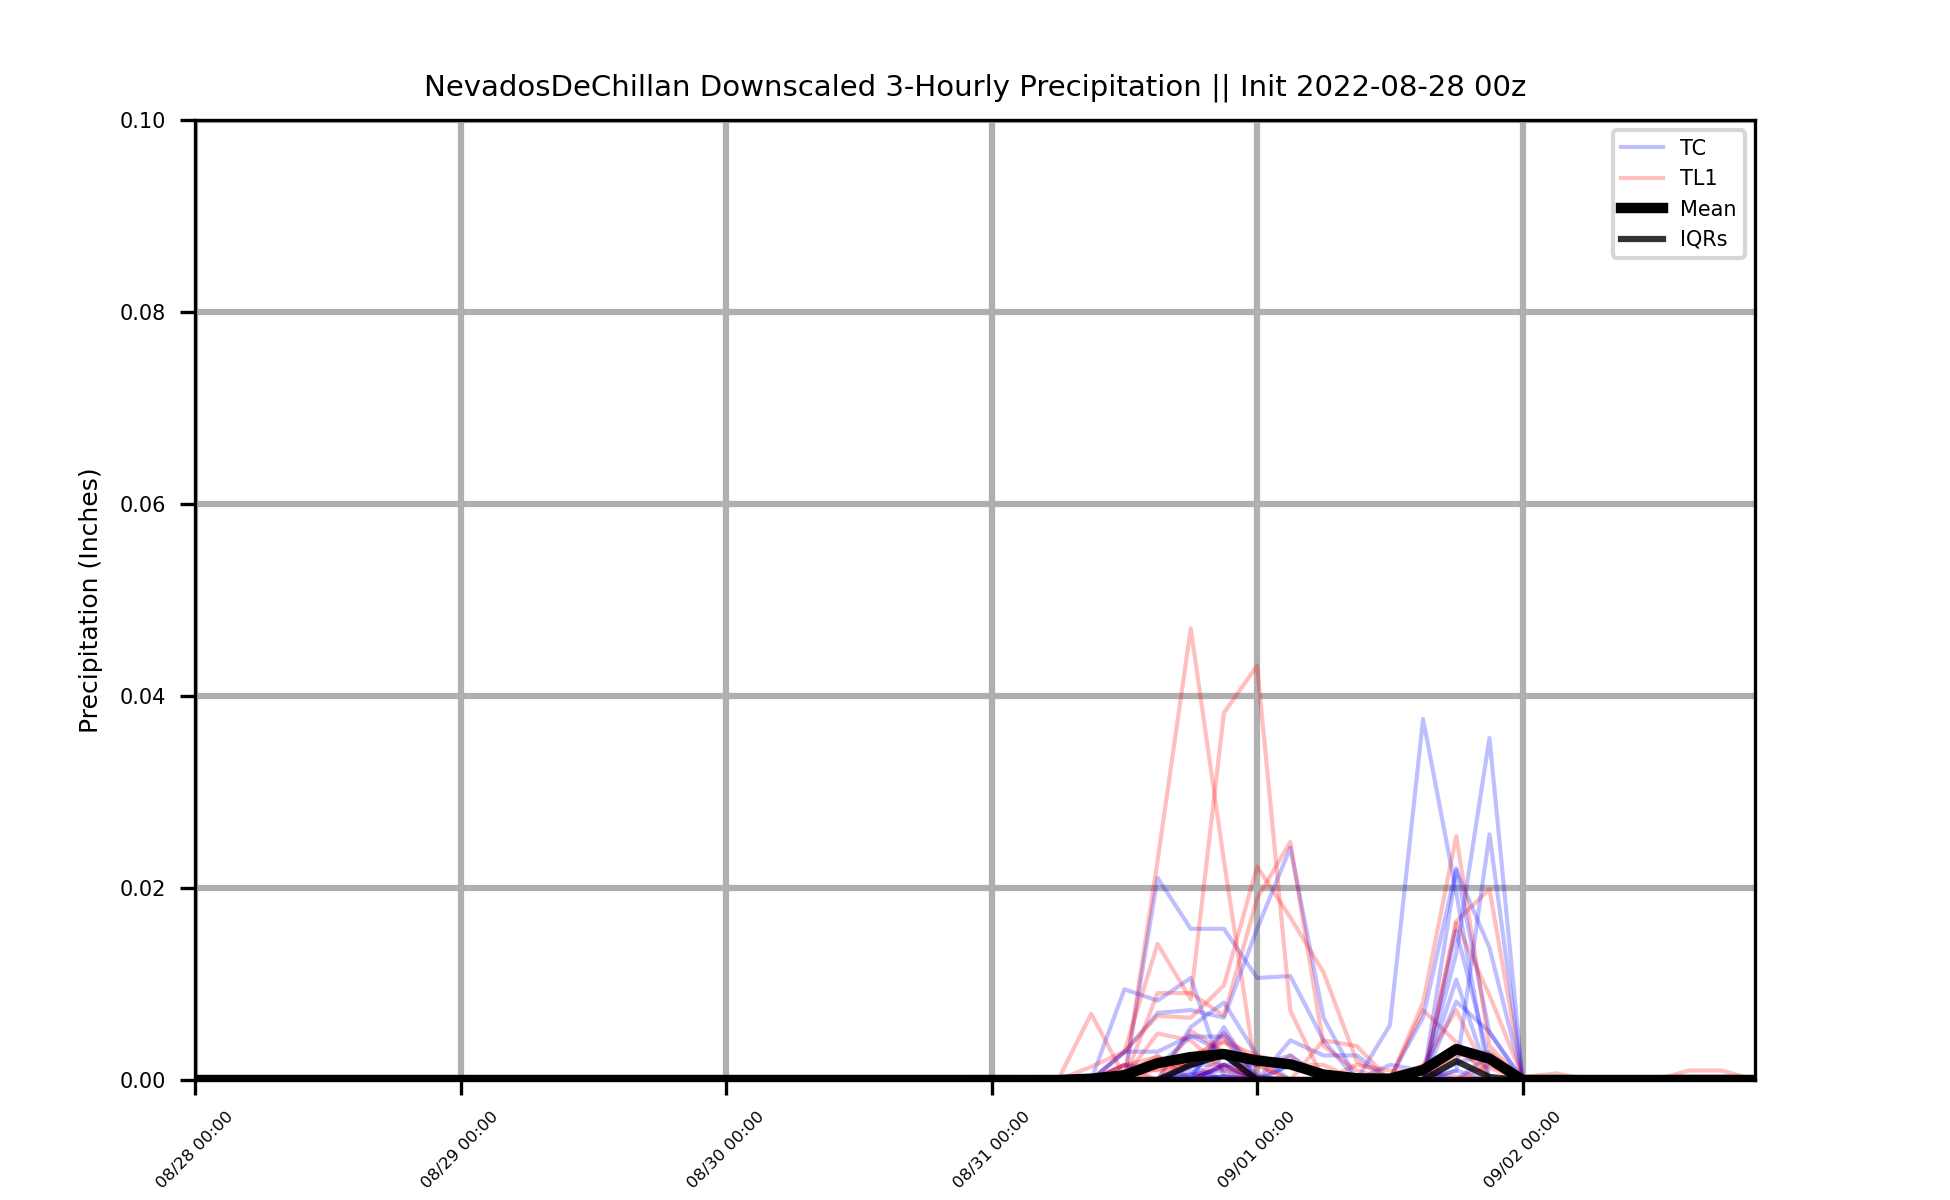 NevadosDeChillan Downscaled 3-Hourly Precipitation || Init 2022-08-28 00z
Precipitation (Inches)
0.10
0.08
0.06
0.04
0.02
0.00
TC
TL1
Mean
IQRs
08/28 00:00
08/29 00:00
08/30 00:00
08/31 00:00
09/01 00:00
09/02 00:00